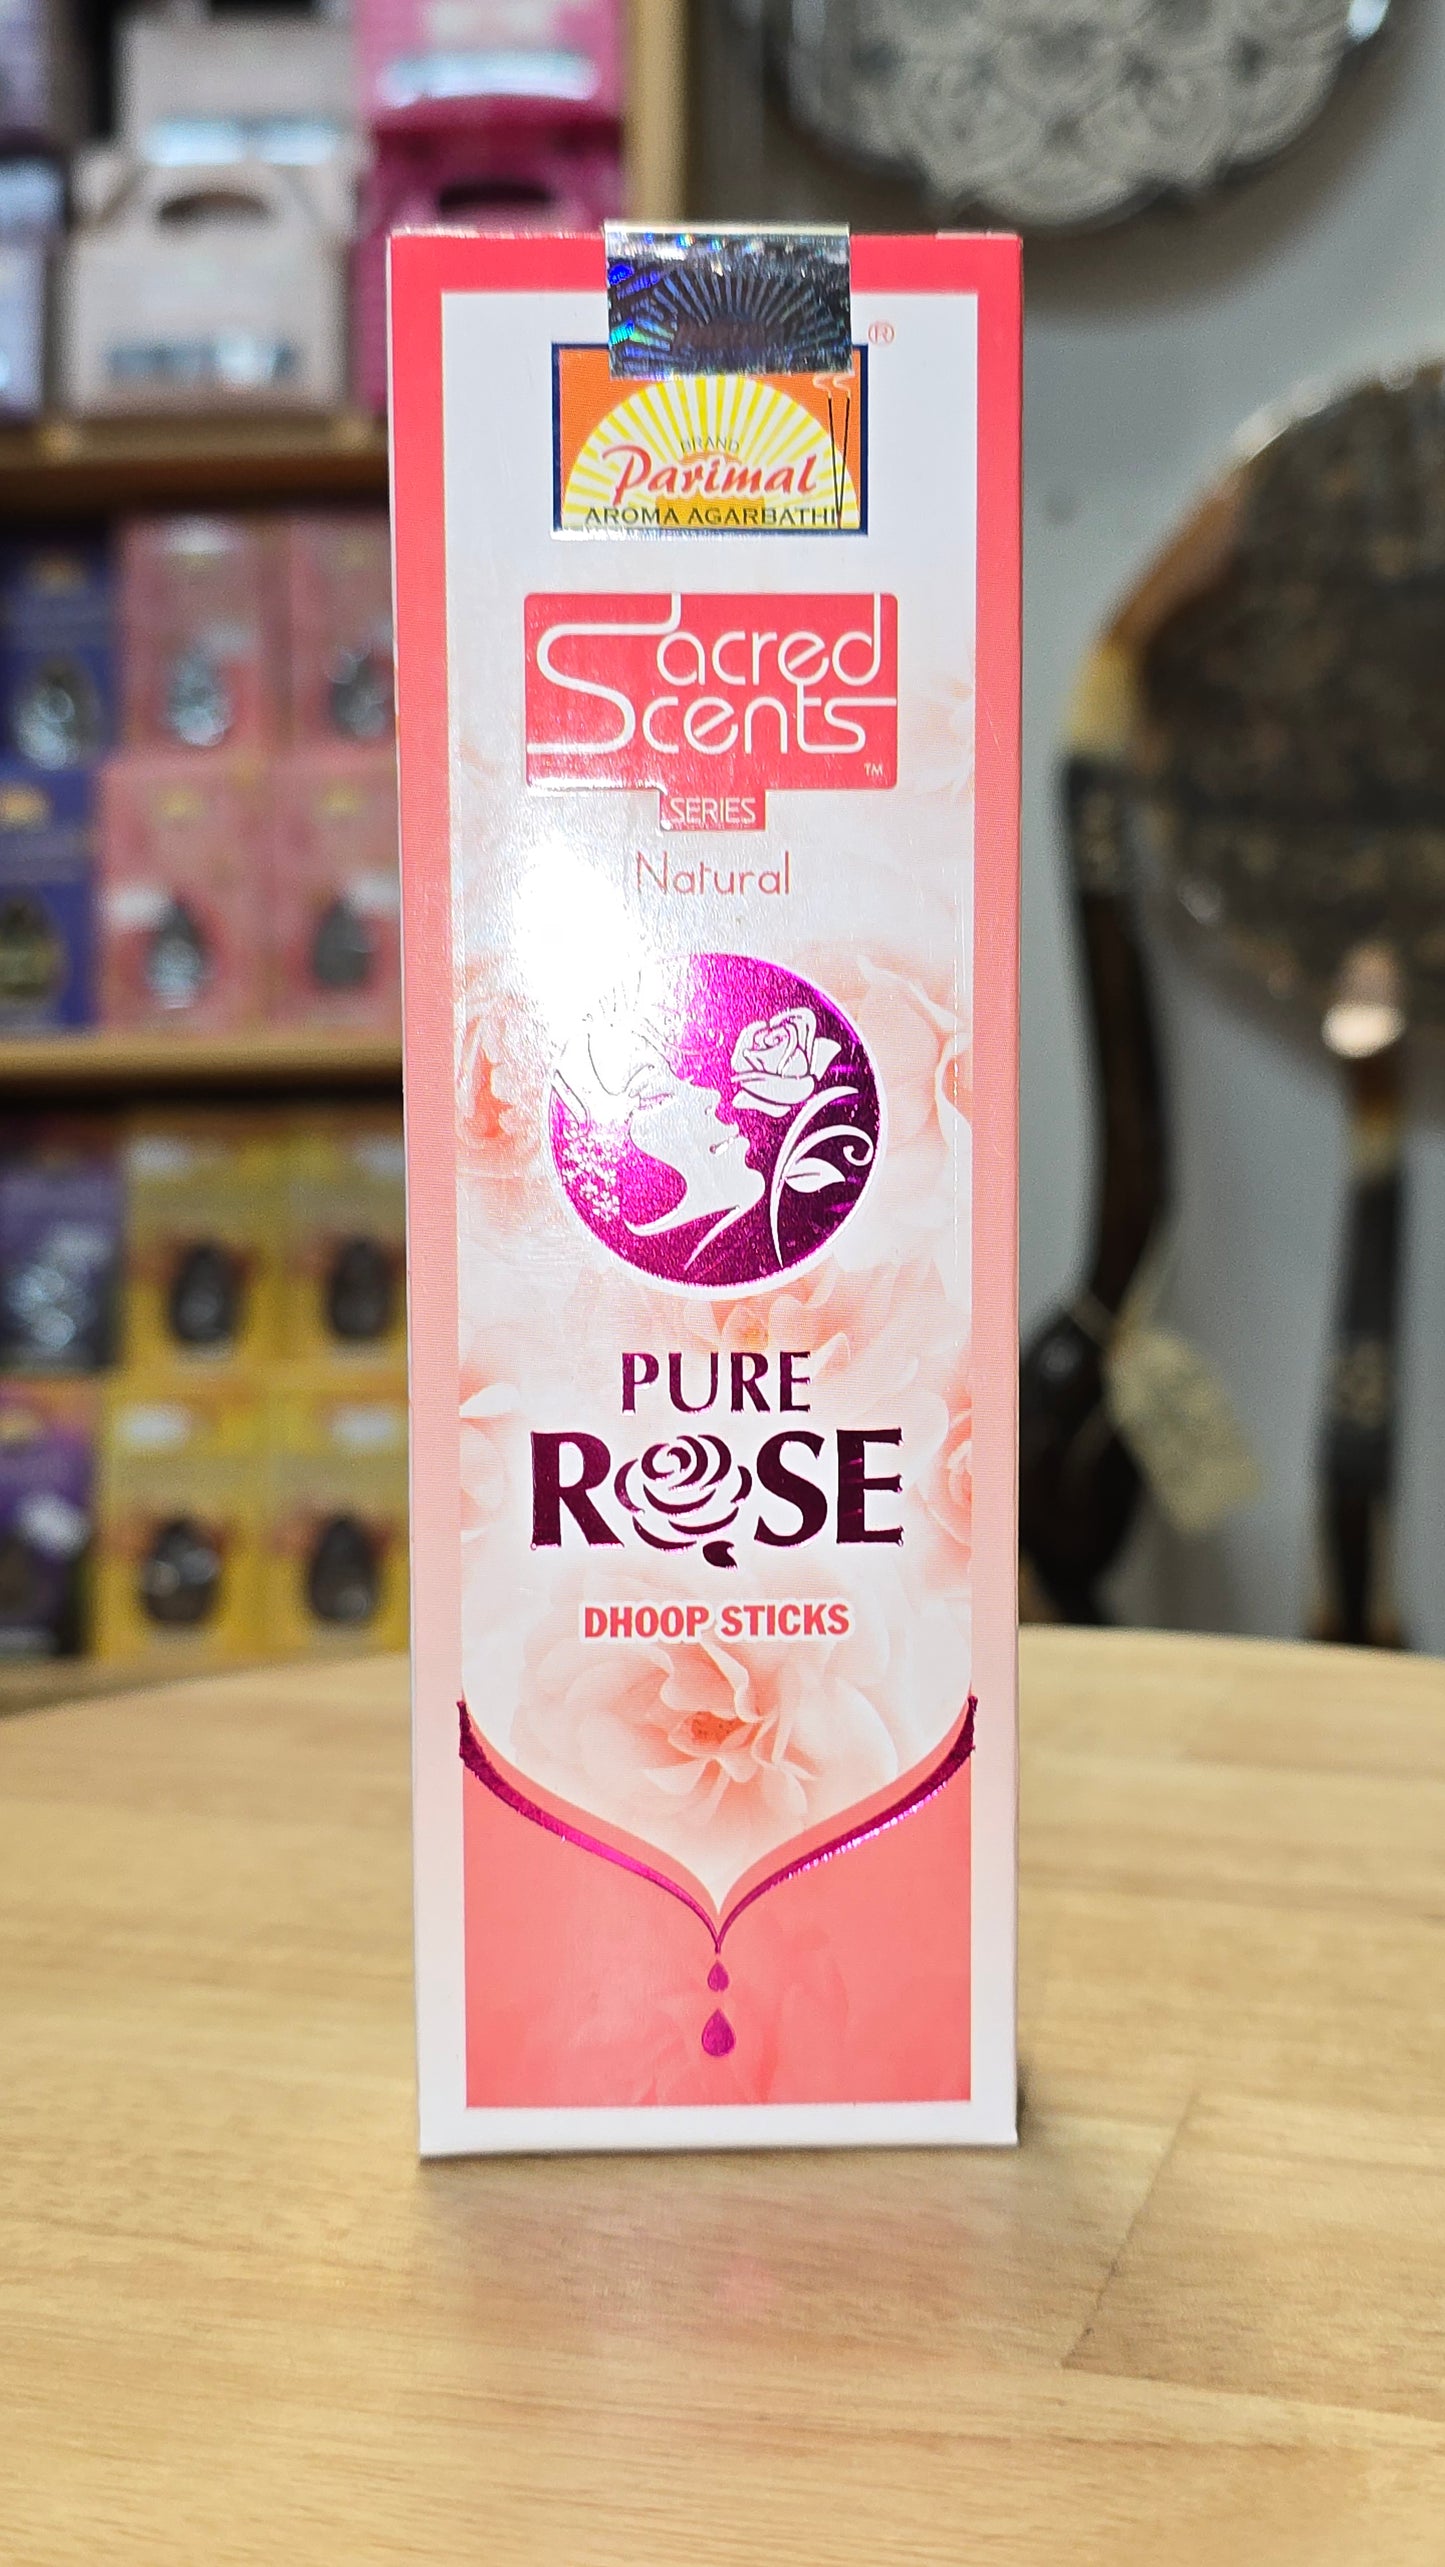 ®
BRAND
Parimal
AROMA AGARBATHI
Sacred
Scents
™
SERIES
Natural
PURE
ROSE
DHOOP STICKS